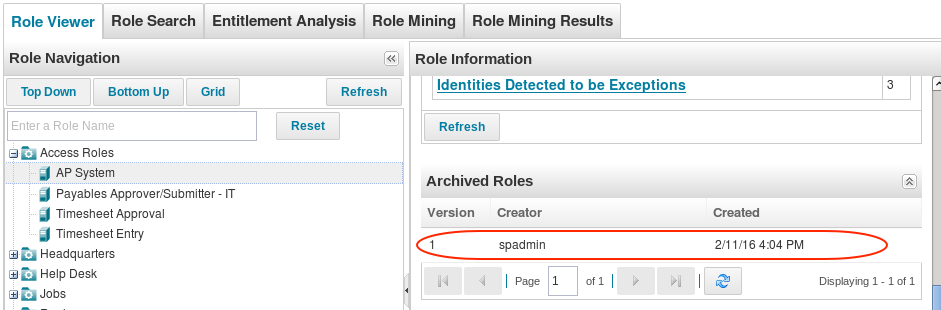 Role Viewer Role Search Entitlement Analysis Role Mining Role Mining Results
Role Navigation
Top Down Bottom Up Grid Refresh
Enter a Role Name Reset
Access Roles
AP System
Payables Approver/Submitter - IT
Timesheet Approval
Timesheet Entry
Headquarters
Help Desk
Jobs
Role Information
Identities Detected to be Exceptions 3
Refresh
Archived Roles
Version Creator Created
1 spadmin 2/11/16 4:04 PM
Page 1 of 1 Displaying 1 - 1 of 1